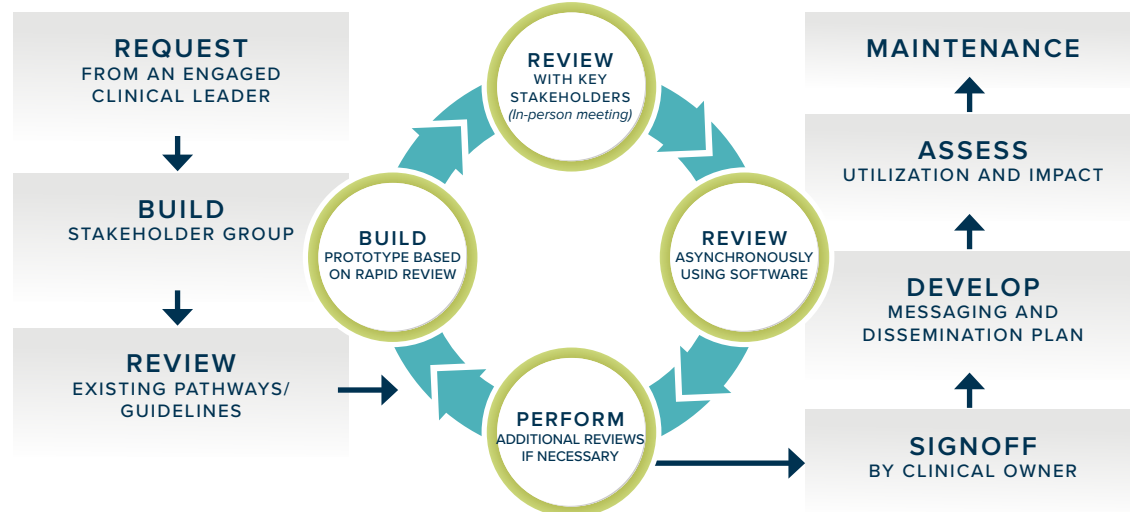 REQUEST
FROM AN ENGAGED
CLINICAL LEADER
BUILD
STAKEHOLDER GROUP
REVIEW
EXISTING PATHWAYS/
GUIDELINES
BUILD
PROTOTYPE BASED
ON RAPID REVIEW
REVIEW
WITH KEY
STAKEHOLDERS
(In-person meeting)
REVIEW
ASYNCHRONOUSLY
USING SOFTWARE
PERFORM
ADDITIONAL REVIEWS
IF NECESSARY
SIGNOFF
BY CLINICAL OWNER
DEVELOP
MESSAGING AND
DISSEMINATION PLAN
ASSESS
UTILIZATION AND IMPACT
MAINTENANCE